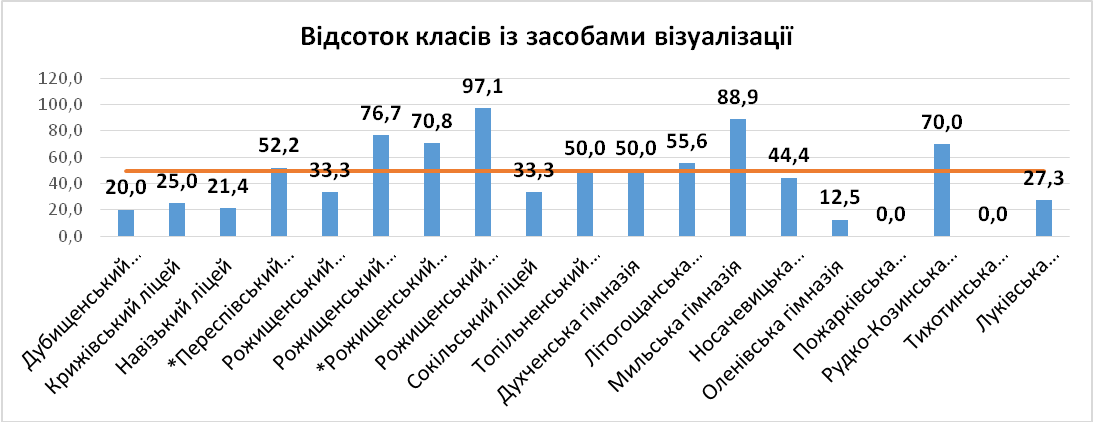 Відсоток класів із засобами візуалізації
120,0
100,0
80,0
60,0
40,0
20,0
0,0
20,0
25,0
21,4
52,2
33,3
76,7
70,8
97,1
33,3
50,0
50,0
55,6
88,9
44,4
12,5
0,0
70,0
0,0
27,3
Дубищенський…
Крижівський ліцей
Навізький ліцей
*Переспівський…
Рожищенський…
Рожищенський…
*Рожищенський…
Рожищенський…
Сокільський ліцей
Топільненський…
Духченська гімназія
Літогощанська…
Мильська гімназія
Носачевицька…
Оленівська гімназія
Пожарківська…
Рудко-Козинська…
Тихотинська…
Луківська…